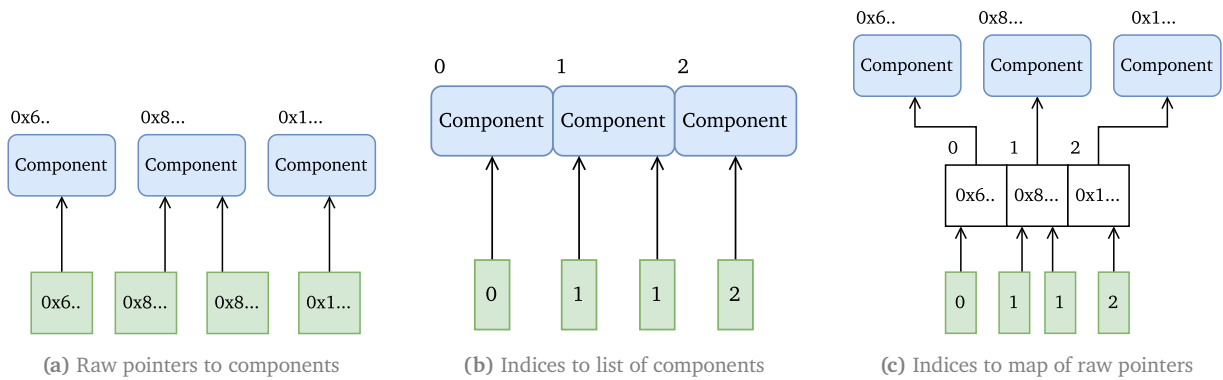 0x6.. 0x8... 0x1...
Component Component Component
0x6.. 0x8... 0x8... 0x1...
(a) Raw pointers to components
0 1 2
Component Component Component
0 1 1 2
(b) Indices to list of components
0x6.. 0x8... 0x1...
Component Component Component
0 1 2
0x6.. 0x8... 0x1...
0 1 1 2
(c) Indices to map of raw pointers